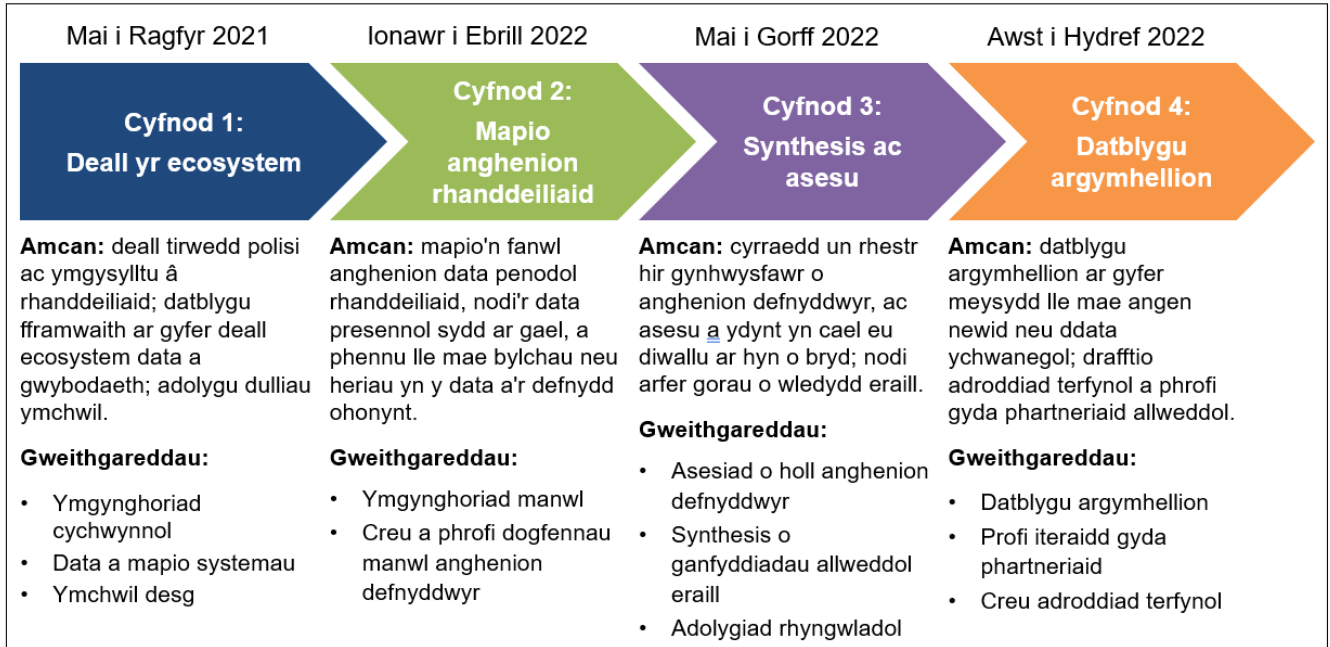 Mai i Ragfyr 2021
Ionawr i Ebrill 2022
Mai i Gorff 2022
Awst i Hydref 2022
Cyfnod 1:
Deall yr ecosystem
Cyfnod 2:
Mapio
anghenion
rhanddeiliaid
Cyfnod 3:
Synthesis ac
asesu
Cyfnod 4:
Datblygu
argymhellion
Amcan: deall tirwedd polisi
ac ymgysylltu â
rhanddeiliaid; datblygu
fframwaith ar gyfer deall
ecosystem data a
gwybodaeth; adolygu dulliau
ymchwil.
Gweithgareddau:
• Ymgynghoriad
cychwynnol
• Data a mapio systemau
• Ymchwil desg
Amcan: mapio'n fanwl
anghenion data penodol
rhanddeiliaid, nodi'r data
presennol sydd ar gael, a
phennu lle mae bylchau neu
heriau yn y data a'r defnydd
ohonynt.
Gweithgareddau:
• Ymgynghoriad manwl
• Creu a phrofi dogfennau
manwl anghenion
defnyddwyr
Amcan: cyrraedd un rhestr
hir gynhwysfawr o
anghenion defnyddwyr, ac
asesu a ydynt yn cael eu
diwallu ar hyn o bryd; nodi
arfer gorau o wledydd eraill.
Gweithgareddau:
• Asesiad o holl anghenion
defnyddwyr
• Synthesis o
ganfyddiadau allweddol
eraill
• Adolygiad rhyngwladol
Amcan: datblygu
argymhellion ar gyfer
meysydd lle mae angen
newid neu ddata
ychwanegol; drafftio
adroddiad terfynol a phrofi
gyda phartneriaid allweddol.
Gweithgareddau:
• Datblygu argymhellion
• Profi iteraidd gyda
phartneriaid
• Creu adroddiad terfynol